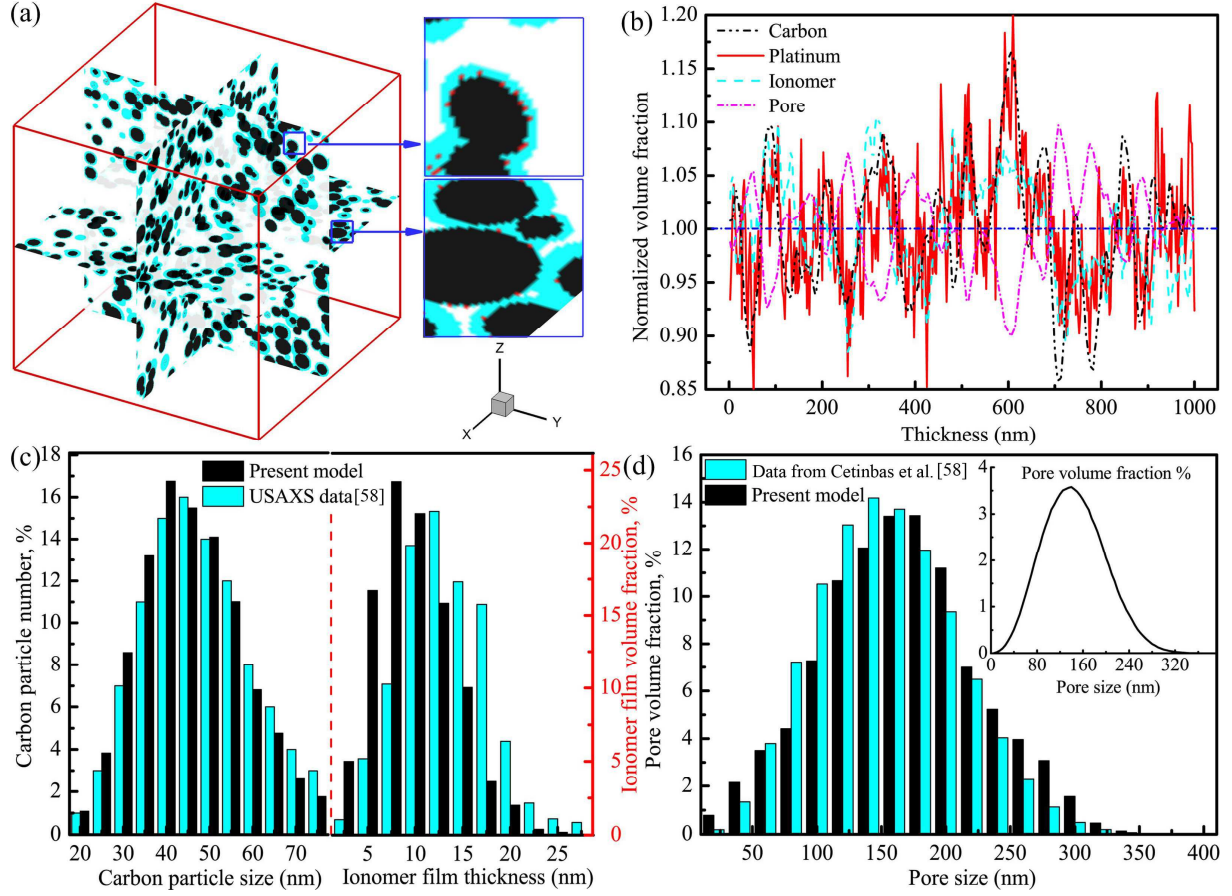 (a)
Z
X
Y
(b)
Normalized volume fraction
1.20
1.15
1.10
1.05
1.00
0.95
0.90
0.85
Carbon
Platinum
Ionomer
Pore
0 200 400 600 800 1000
Thickness (nm)
(c)
Carbon particle number, %
18
16
14
12
10
8
6
4
2
0
Present model
USAXS data[58]
25
20
15
10
5
0
Ionomer film volume fraction, %
20 30 40 50 60 70
5 10 15 20 25
Carbon particle size (nm)
Ionomer film thickness (nm)
(d)
Pore volume fraction, %
16
14
12
10
8
6
4
2
0
Data from Cetinbas et al. [58]
Present model
Pore volume fraction %
4
3
2
1
0
0 80 160 240 320
Pore size (nm)
50 100 150 200 250 300 350 400
Pore size (nm)